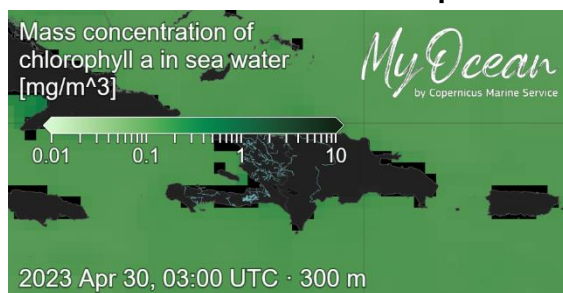 Mass concentration of
chlorophyll a in sea water
[mg/m^3]
MyOcean
by Copernicus Marine Service
0.01 0.1 1 10
2023 Apr 30, 03:00 UTC · 300 m